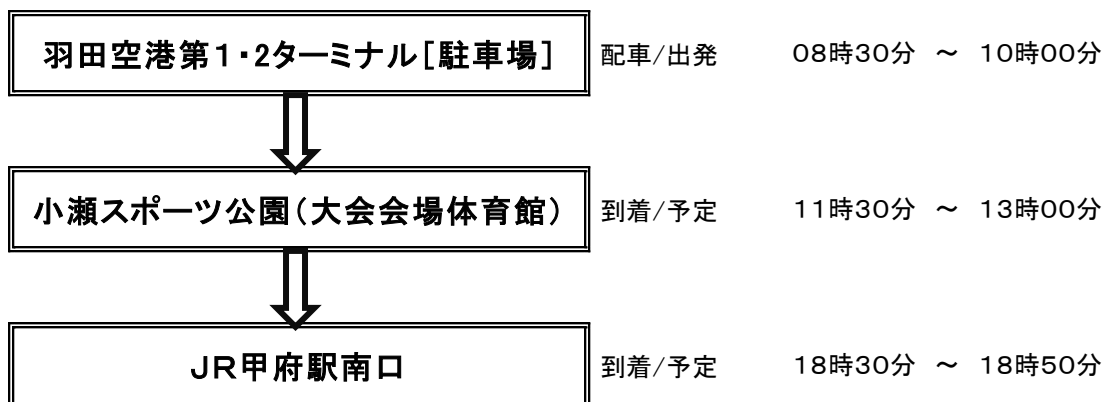 羽田空港第1・2ターミナル[駐車場] 配車/出発 08時30分 ～ 10時00分
小瀬スポーツ公園(大会会場体育館) 到着/予定 11時30分 ～ 13時00分
JR甲府駅南口 到着/予定 18時30分 ～ 18時50分